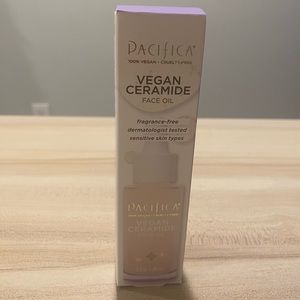 PACIFICA®
100% VEGAN + CRUELTY-FREE
VEGAN
CERAMIDE
FACE OIL
fragrance-free
dermatologist tested
sensitive skin types
PACIFICA®
VEGAN
CERAMIDE